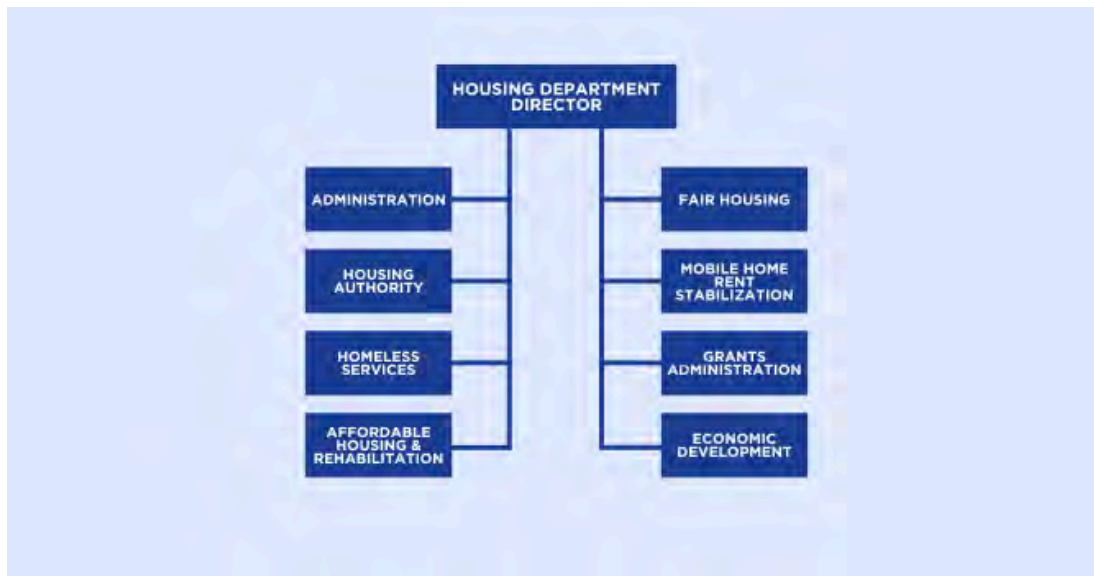 HOUSING DEPARTMENT
DIRECTOR
ADMINISTRATION
HOUSING
AUTHORITY
HOMELESS
SERVICES
AFFORDABLE
HOUSING &
REHABILITATION
FAIR HOUSING
MOBILE HOME
RENT
STABILIZATION
GRANTS
ADMINISTRATION
ECONOMIC
DEVELOPMENT